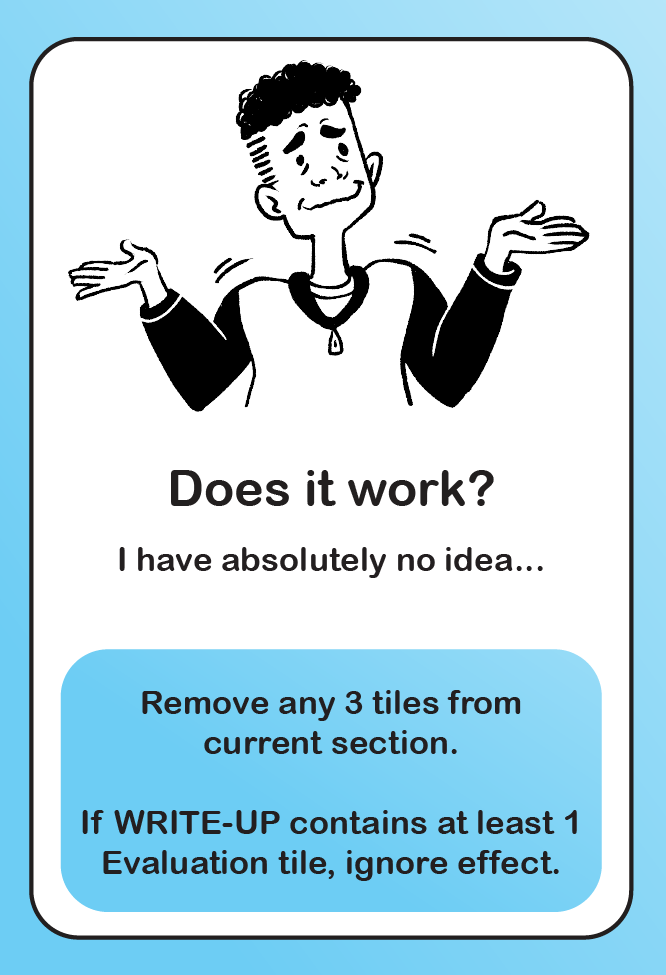 Does it work?
I have absolutely no idea...
Remove any 3 tiles from
current section.
If WRITE-UP contains at least 1
Evaluation tile, ignore effect.